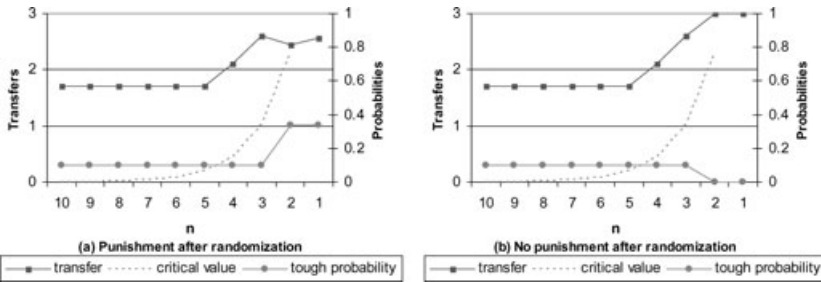 3
2
1
0
Transfers
1
0.8
0.6
0.4
0.2
0
Probabilities
10 9 8 7 6 5 4 3 2 1
n
(a) Punishment after randomization
transfer critical value tough probability
3
2
1
0
Transfers
1
0.8
0.6
0.4
0.2
0
Probabilities
10 9 8 7 6 5 4 3 2 1
n
(b) No punishment after randomization
transfer critical value tough probability